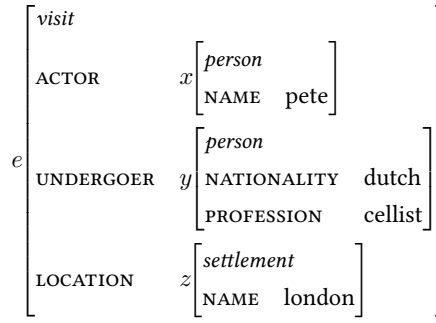 visit
ACTOR x person
NAME pete
e UNDERGOER y person
NATIONALITY dutch
PROFESSION cellist
LOCATION z settlement
NAME london